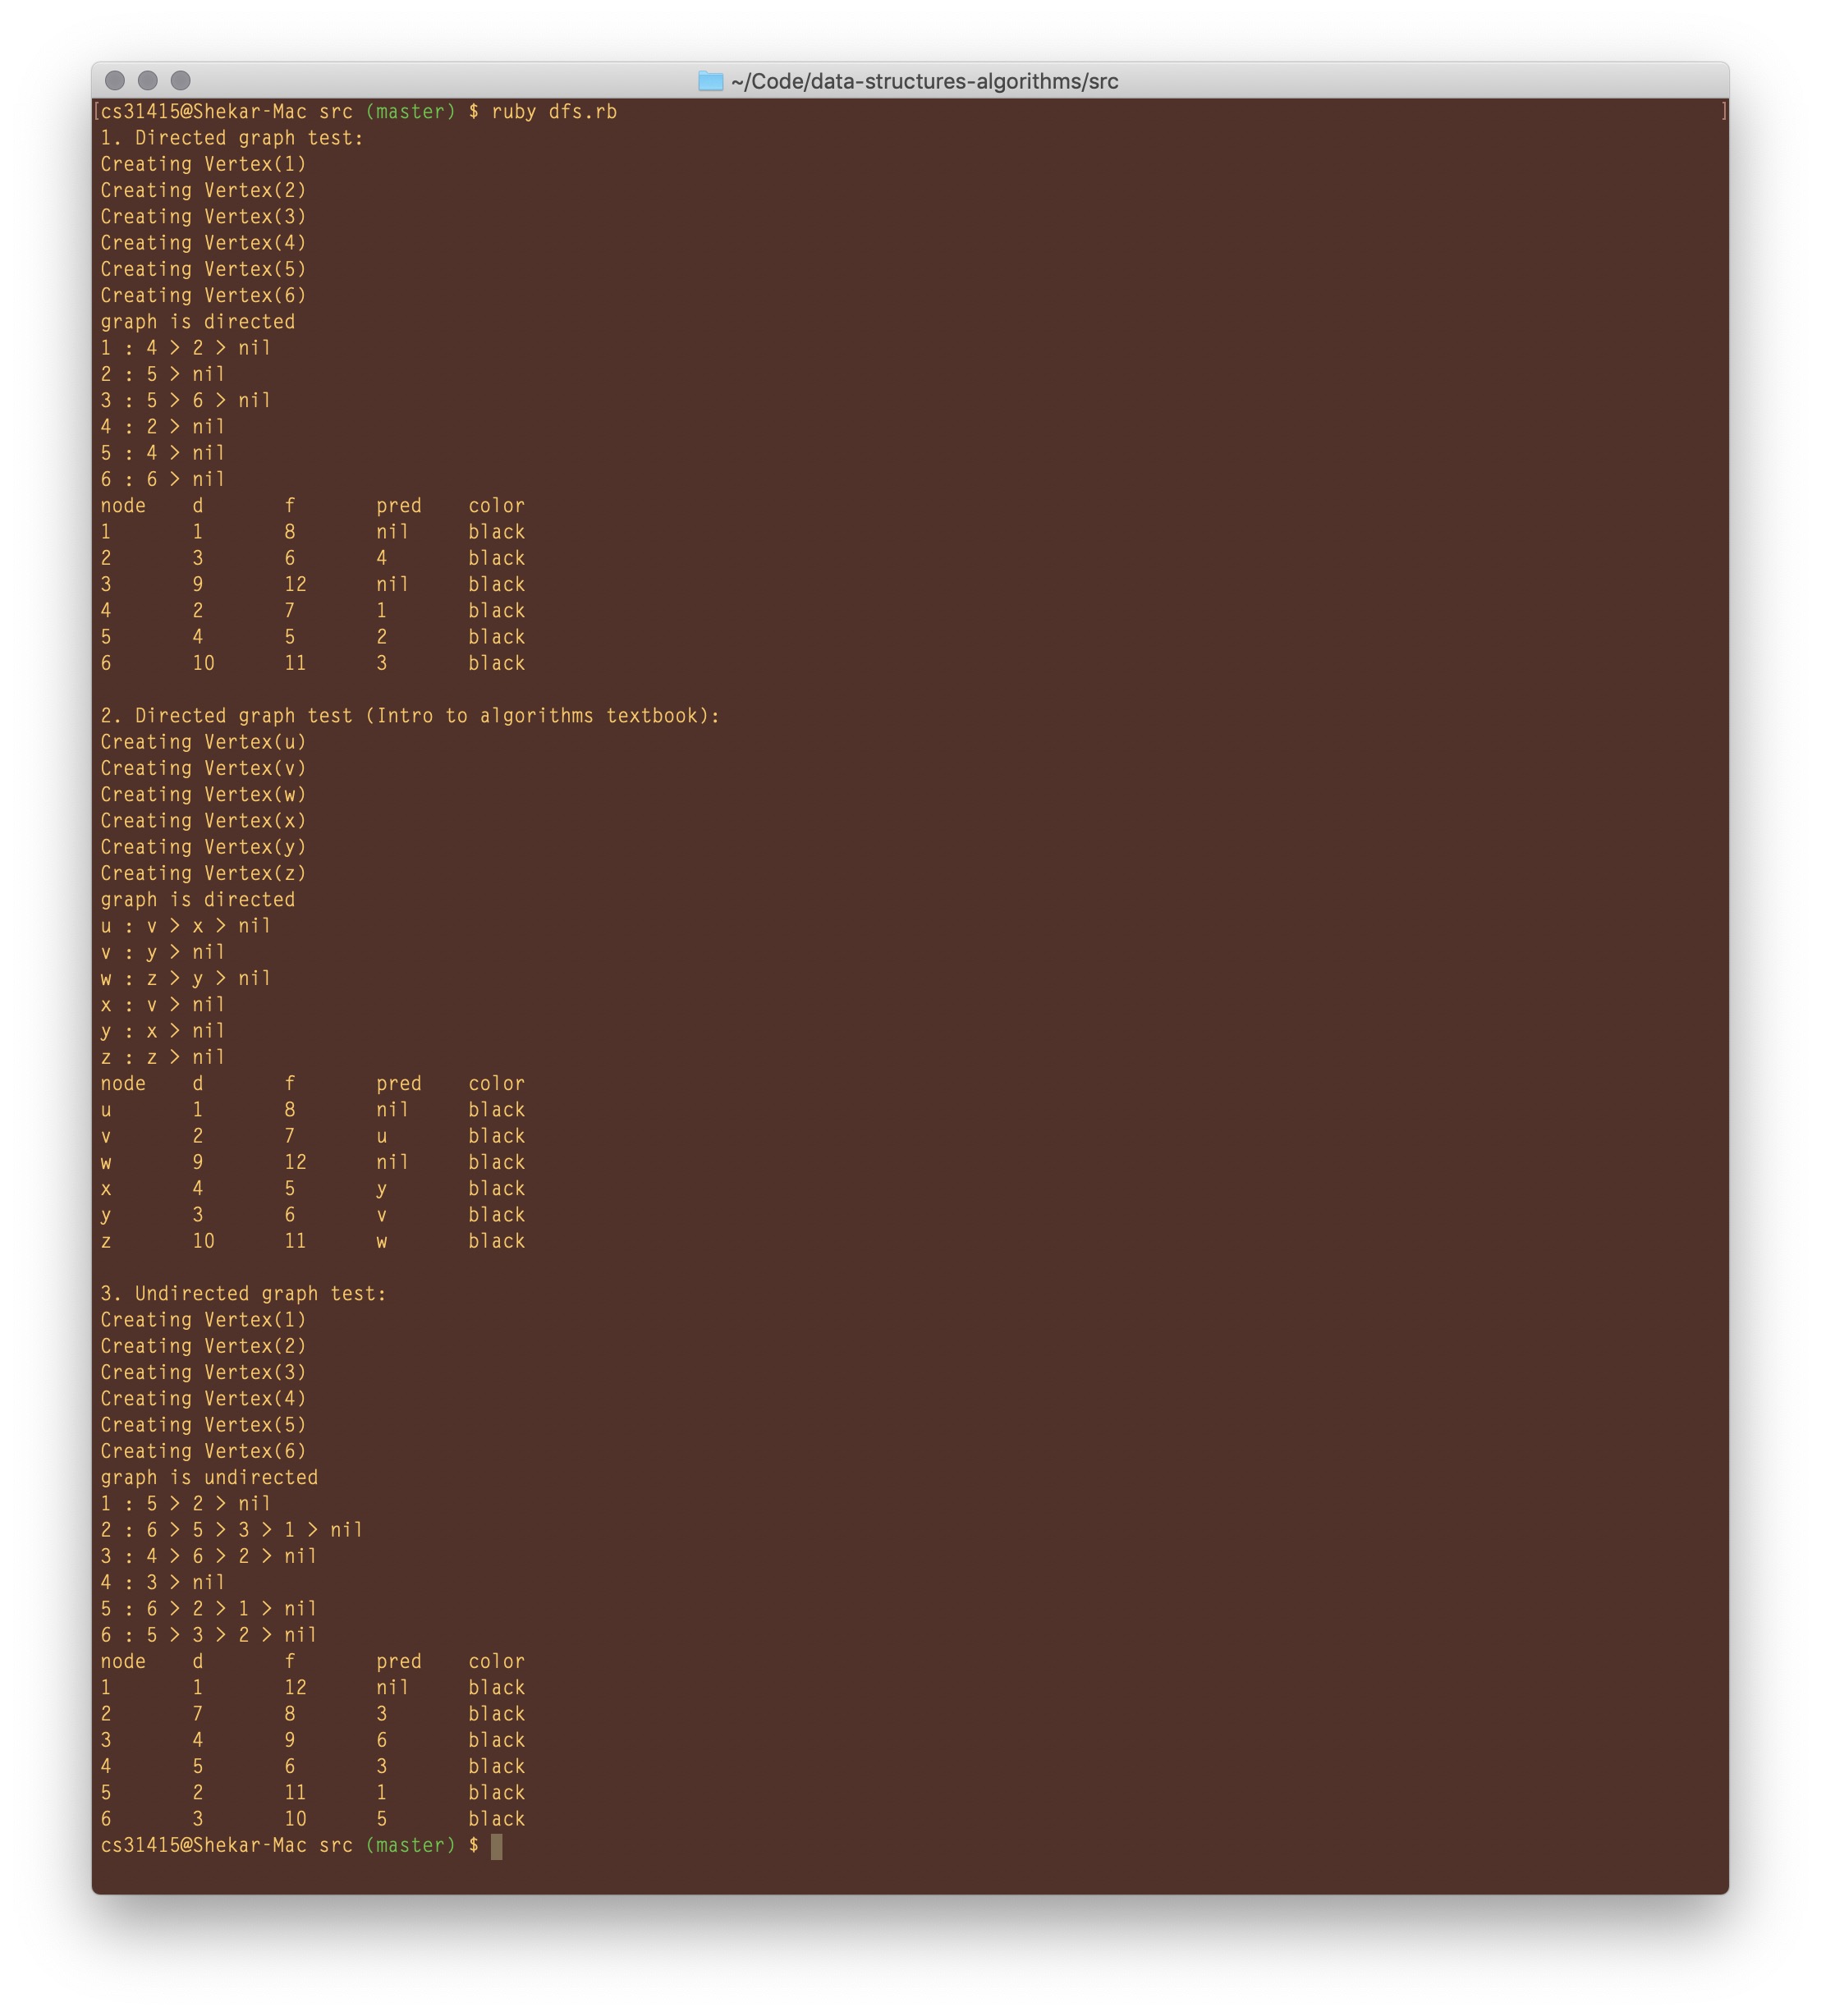 ~/Code/data-structures-algorithms/src
[cs31415@Shekar-Mac src (master) $ ruby dfs.rb ]
1. Directed graph test:
Creating Vertex(1)
Creating Vertex(2)
Creating Vertex(3)
Creating Vertex(4)
Creating Vertex(5)
Creating Vertex(6)
graph is directed
1 : 4 > 2 > nil
2 : 5 > nil
3 : 5 > 6 > nil
4 : 2 > nil
5 : 4 > nil
6 : 6 > nil
node d f pred color
1 1 8 nil black
2 3 6 4 black
3 9 12 nil black
4 2 7 1 black
5 4 5 2 black
6 10 11 3 black
2. Directed graph test (Intro to algorithms textbook):
Creating Vertex(u)
Creating Vertex(v)
Creating Vertex(w)
Creating Vertex(x)
Creating Vertex(y)
Creating Vertex(z)
graph is directed
u : v > x > nil
v : y > nil
w : z > y > nil
x : v > nil
y : x > nil
z : z > nil
node d f pred color
u 1 8 nil black
v 2 7 u black
w 9 12 nil black
x 4 5 y black
y 3 6 v black
z 10 11 w black
3. Undirected graph test:
Creating Vertex(1)
Creating Vertex(2)
Creating Vertex(3)
Creating Vertex(4)
Creating Vertex(5)
Creating Vertex(6)
graph is undirected
1 : 5 > 2 > nil
2 : 6 > 5 > 3 > 1 > nil
3 : 4 > 6 > 2 > nil
4 : 3 > nil
5 : 6 > 2 > 1 > nil
6 : 5 > 3 > 2 > nil
node d f pred color
1 1 12 nil black
2 7 8 3 black
3 4 9 6 black
4 5 6 3 black
5 2 11 1 black
6 3 10 5 black
cs31415@Shekar-Mac src (master) $